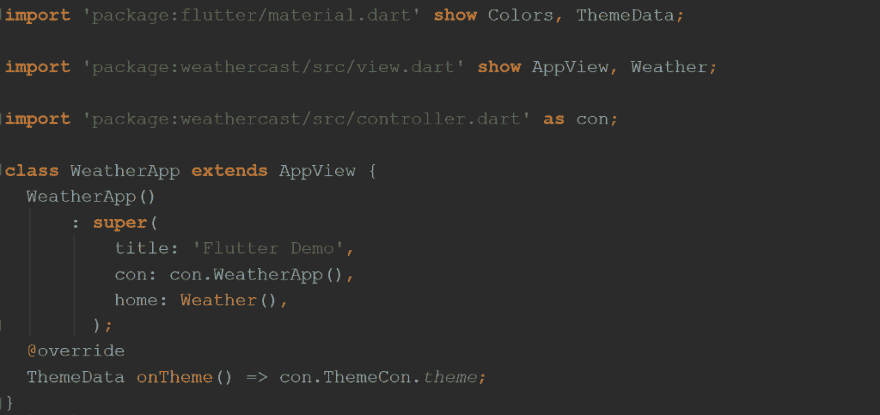 import 'package:flutter/material.dart' show Colors, ThemeData;
import 'package:weathercast/src/view.dart' show AppView, Weather;
import 'package:weathercast/src/controller.dart' as con;
class WeatherApp extends AppView {
WeatherApp()
: super(
title: 'Flutter Demo',
con: con.WeatherApp(),
home: Weather(),
);
@override
ThemeData onTheme() => con.ThemeCon.theme;
}